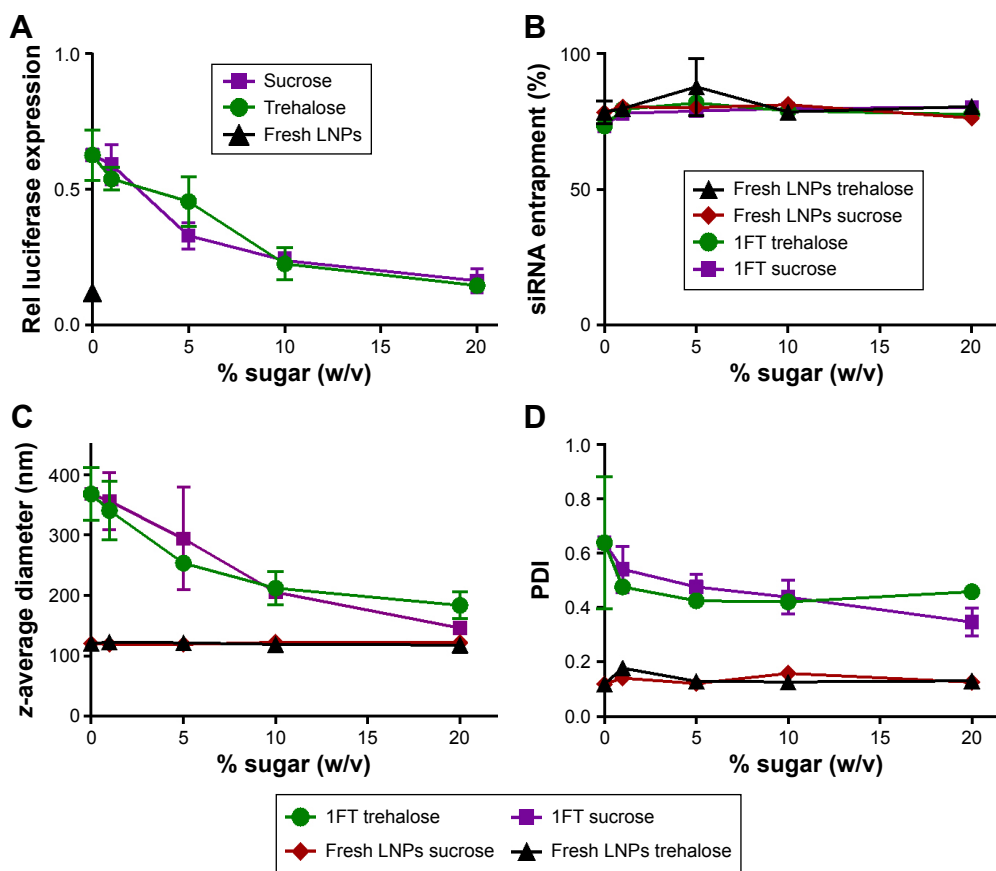 A
Rel luciferase expression
1.0
0.5
0.0
Sucrose
Trehalose
Fresh LNPs
0
5
10
15
20
% sugar (w/v)
B
siRNA entrapment (%)
100
50
0
Fresh LNPs trehalose
Fresh LNPs sucrose
1FT trehalose
1FT sucrose
0
5
10
15
20
% sugar (w/v)
C
z-average diameter (nm)
400
300
200
100
0
0
5
10
15
20
% sugar (w/v)
D
PDI
1.0
0.8
0.6
0.4
0.2
0.0
0
5
10
15
20
% sugar (w/v)
1FT trehalose
1FT sucrose
Fresh LNPs sucrose
Fresh LNPs trehalose